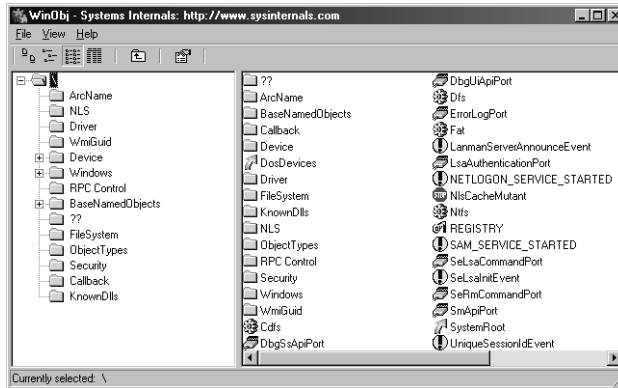 WinObj - Systems Internals: http://www.sysinternals.com
File View Help
\
ArcName
NLS
Driver
WmiGuid
Device
Windows
RPC Control
BaseNamedObjects
??
FileSystem
ObjectTypes
Security
Callback
KnownDlls
??
ArcName
BaseNamedObjects
Callback
Device
DosDevices
Driver
FileSystem
KnownDlls
NLS
ObjectTypes
RPC Control
Security
Windows
WmiGuid
Cdfs
DbgSsApiPort
DbgUiApiPort
Dfs
ErrorLogPort
Fat
LanmanServerAnnounceEvent
LsaAuthenticationPort
NETLOGON_SERVICE_STARTED
NlsCacheMutant
Ntfs
REGISTRY
SAM_SERVICE_STARTED
SeLsaCommandPort
SeLsaInitEvent
SeRmCommandPort
SmApiPort
SystemRoot
UniqueSessionIdEvent
Currently selected: \